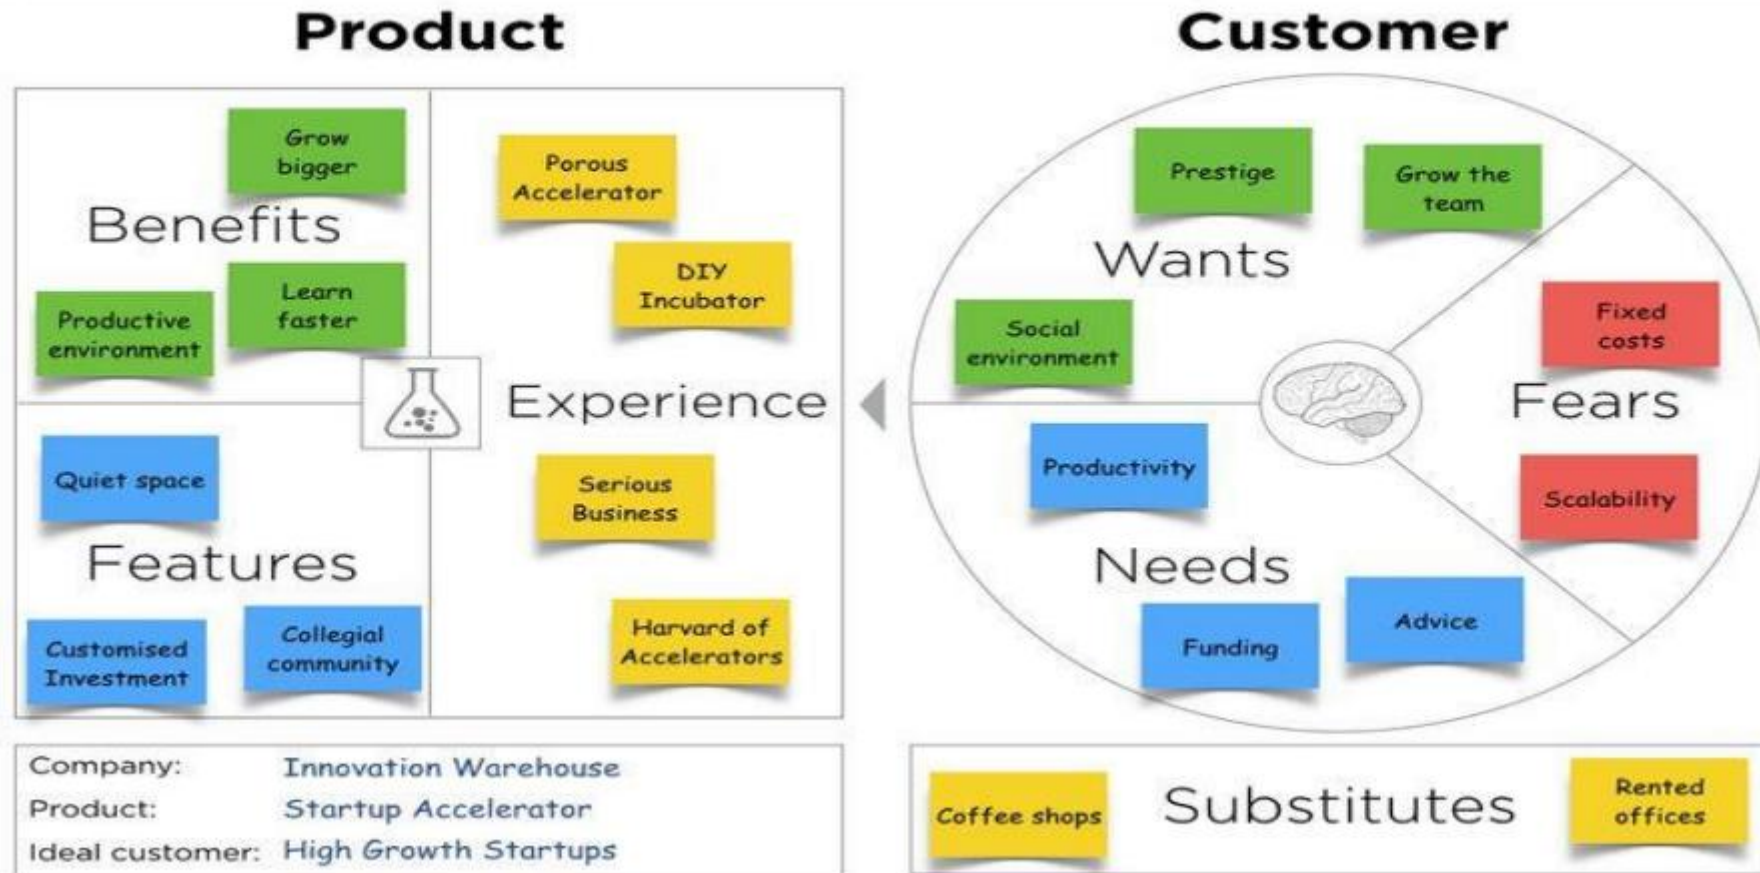 Product
Grow
bigger
Benefits
Productive
environment
Learn
faster
Porous
Accelerator
DIY
Incubator
Experience
Serious
Business
Harvard of
Accelerators
Quiet space
Features
Customised
Investment
Collegial
community
Company: Innovation Warehouse
Product: Startup Accelerator
Ideal customer: High Growth Startups
Customer
Prestige
Grow the
team
Wants
Social
environment
Fixed
costs
Fears
Scalability
Productivity
Needs
Funding
Advice
Coffee shops
Substitutes
Rented
offices